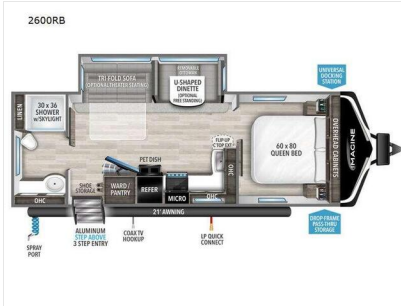 2600RB
UNIVERSAL
DOCKING
STATION
TRI-FOLD SOFA
(OPTIONAL THEATER SEATING)
REMOVABLE
OTTOMAN
U-SHAPED
DINETTE
(OPTIONAL
FREE STANDING)
LINEN
30 x 36
SHOWER
w/SKYLIGHT
FLIP-UP
C'TOP EXT
OHC
60 x 80
QUEEN BED
OVERHEAD CABINETS
IMAGINE
PET DISH
SHOE
STORAGE
WARD /
PANTRY
REFER
MICRO
OHC
OHC
21' AWNING
SPRAY
PORT
ALUMINUM
STEP ABOVE
3 STEP ENTRY
COAX TV
HOOKUP
LP QUICK
CONNECT
DROP-FRAME
PASS-THRU
STORAGE